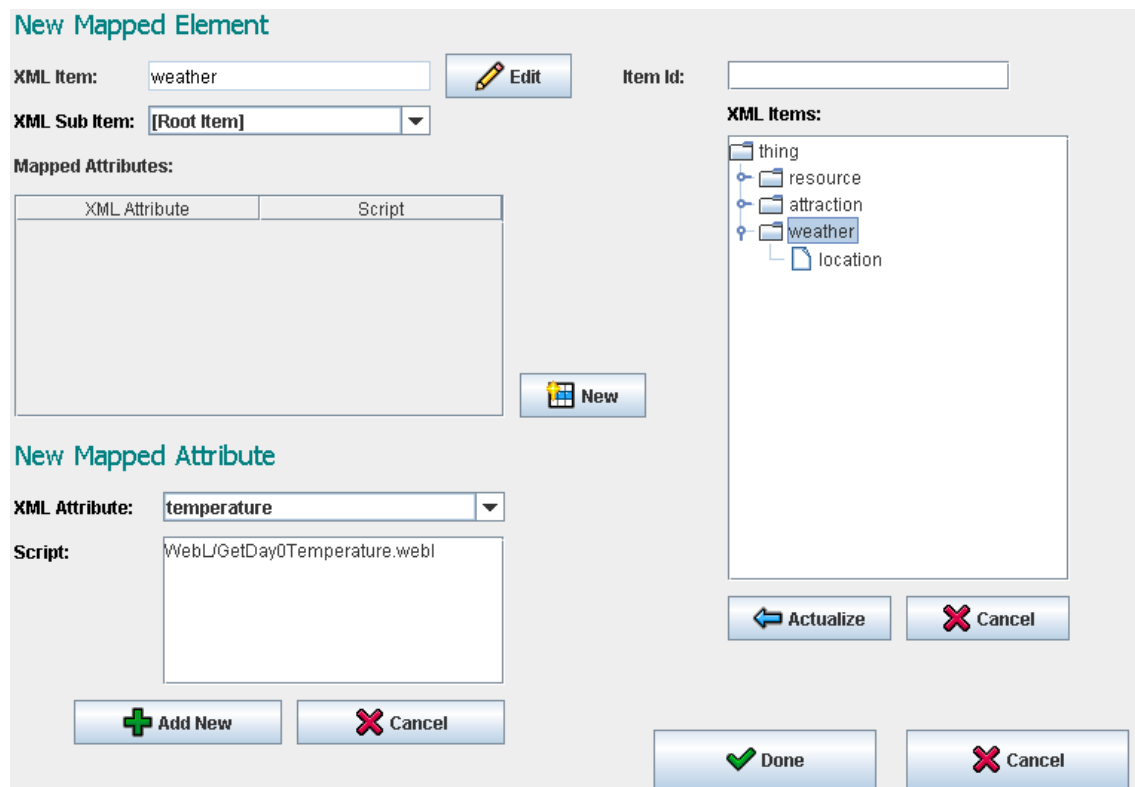 New Mapped Element
XML Item: weather Edit Item Id:
XML Sub Item: [Root Item] XML Items:
Mapped Attributes:
XML Attribute Script
thing
resource
attraction
weather
location
New
New Mapped Attribute
XML Attribute: temperature
Script: WebL/GetDay0Temperature.webl
Actualize Cancel
Add New Cancel
Done Cancel